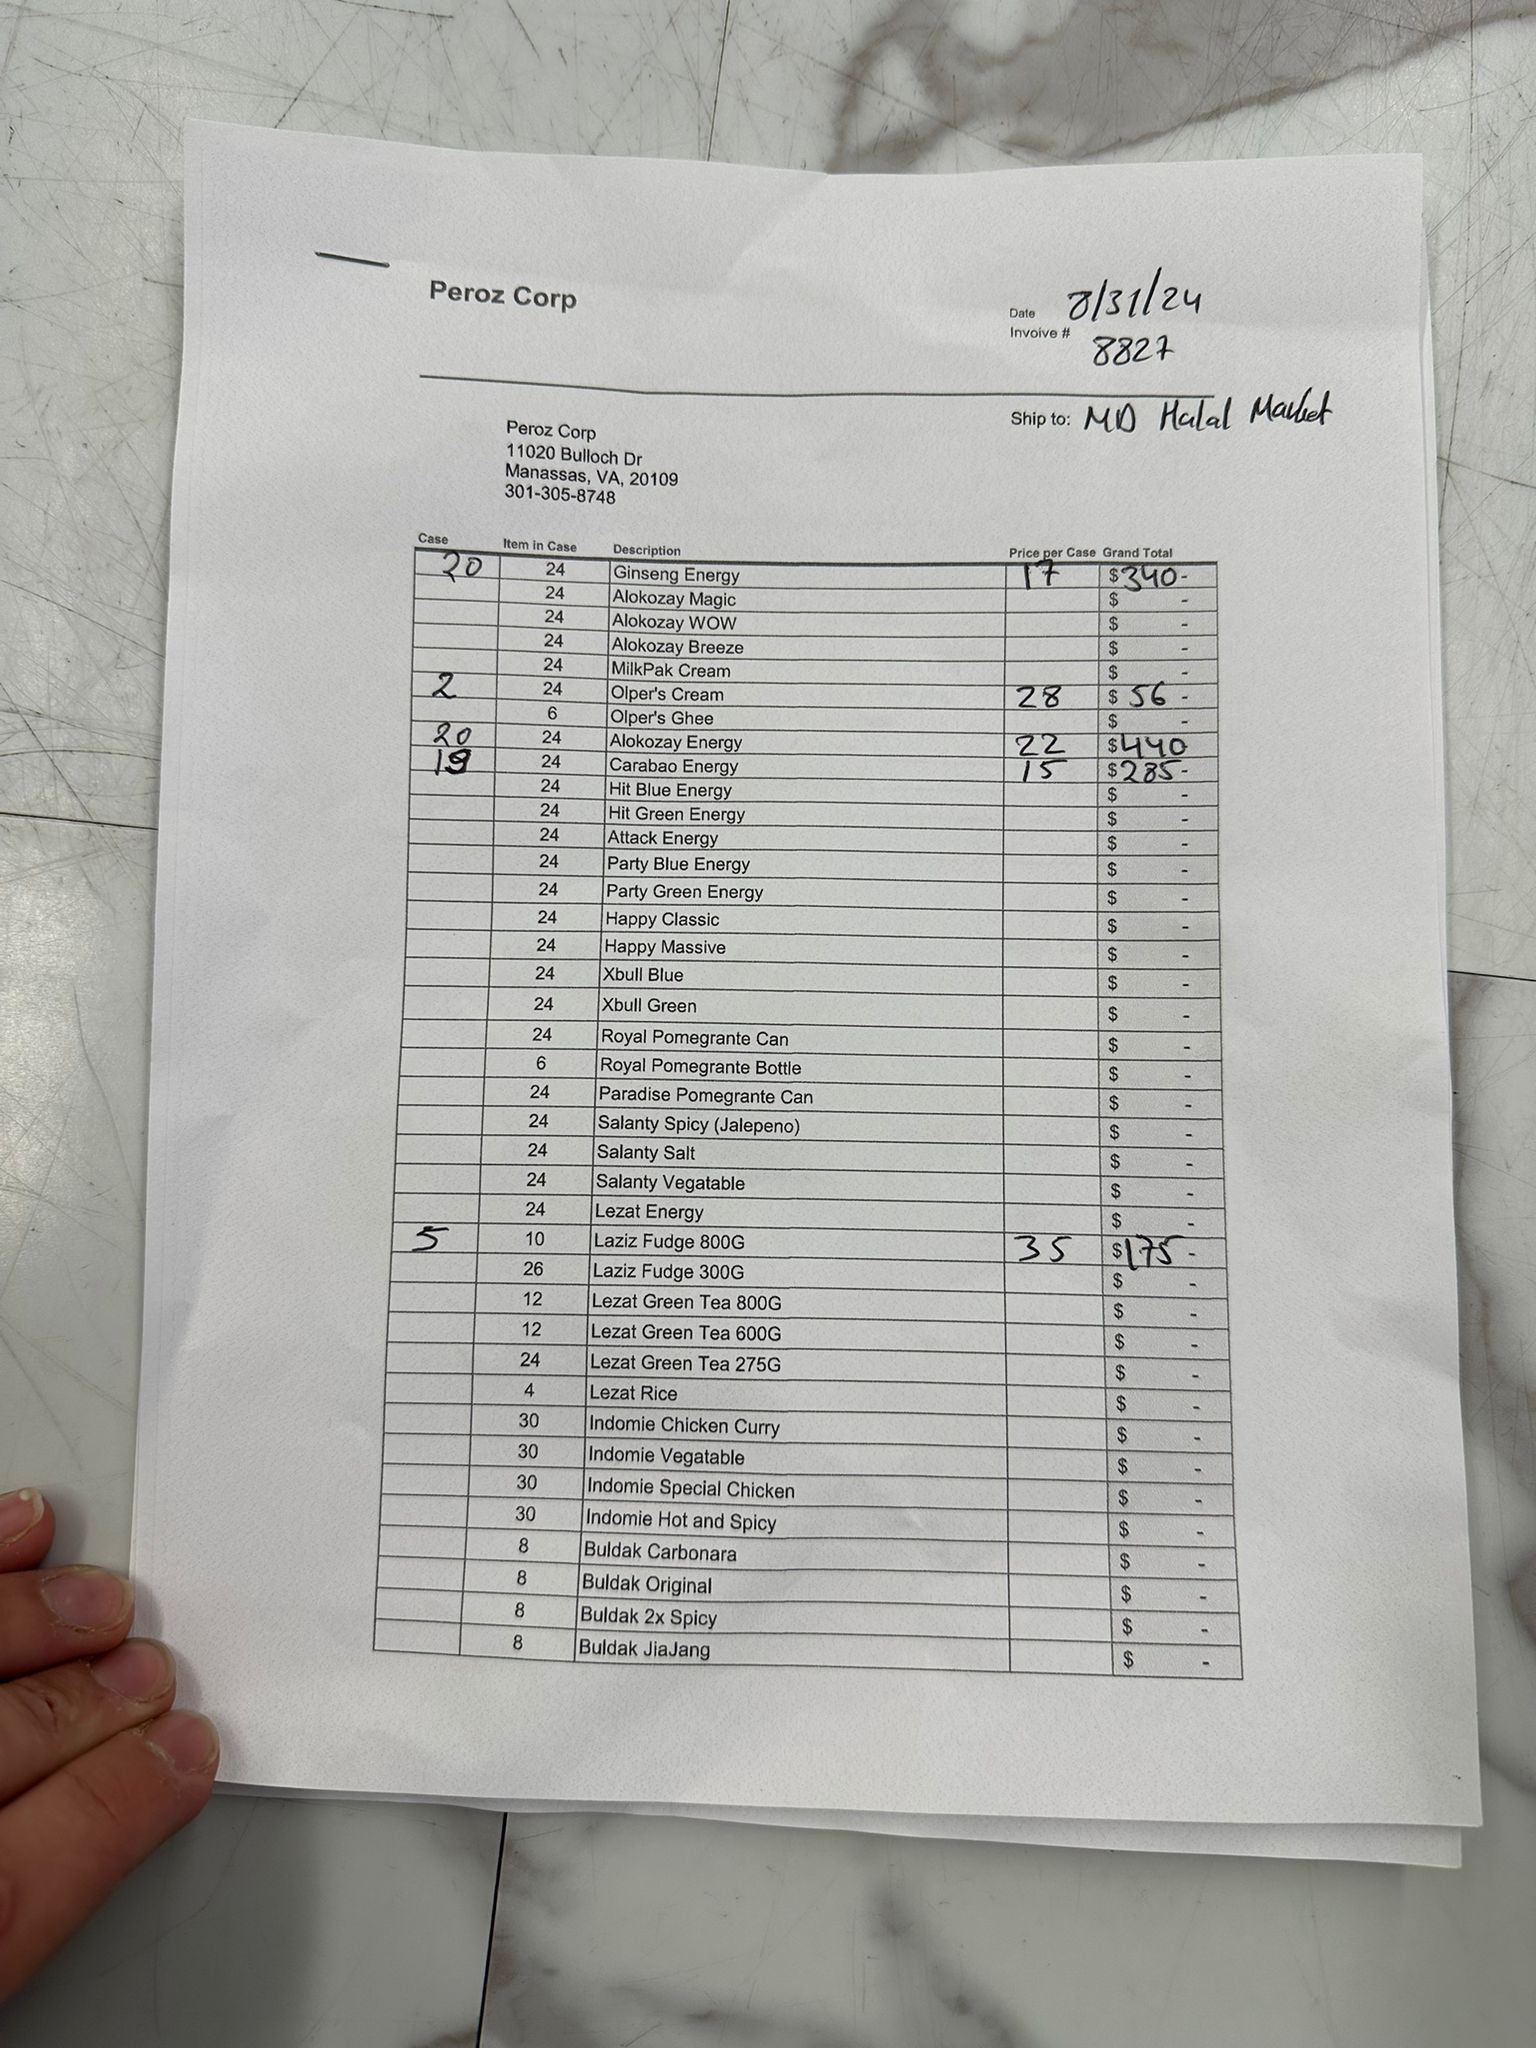 Peroz Corp
Date 8/31/24
Invoive # 8827
Ship to: MD Halal Market
Peroz Corp
11020 Bulloch Dr
Manassas, VA, 20109
301-305-8748
Case Item in Case Description Price per Case Grand Total
20 24 Ginseng Energy 17 $340-
24 Alokozay Magic $ -
24 Alokozay WOW $ -
24 Alokozay Breeze $ -
24 MilkPak Cream $ -
2 24 Olper's Cream 28 $ 56 -
6 Olper's Ghee $ -
20 24 Alokozay Energy 22 $440
19 24 Carabao Energy 15 $285-
24 Hit Blue Energy $ -
24 Hit Green Energy $ -
24 Attack Energy $ -
24 Party Blue Energy $ -
24 Party Green Energy $ -
24 Happy Classic $ -
24 Happy Massive $ -
24 Xbull Blue $ -
24 Xbull Green $ -
24 Royal Pomegrante Can $ -
6 Royal Pomegrante Bottle $ -
24 Paradise Pomegrante Can $ -
24 Salanty Spicy (Jalepeno) $ -
24 Salanty Salt $ -
24 Salanty Vegatable $ -
24 Lezat Energy $ -
5 10 Laziz Fudge 800G 35 $175 -
26 Laziz Fudge 300G $ -
12 Lezat Green Tea 800G $ -
12 Lezat Green Tea 600G $ -
24 Lezat Green Tea 275G $ -
4 Lezat Rice $ -
30 Indomie Chicken Curry $ -
30 Indomie Vegatable $ -
30 Indomie Special Chicken $ -
30 Indomie Hot and Spicy $ -
8 Buldak Carbonara $ -
8 Buldak Original $ -
8 Buldak 2x Spicy $ -
8 Buldak JiaJang $ -